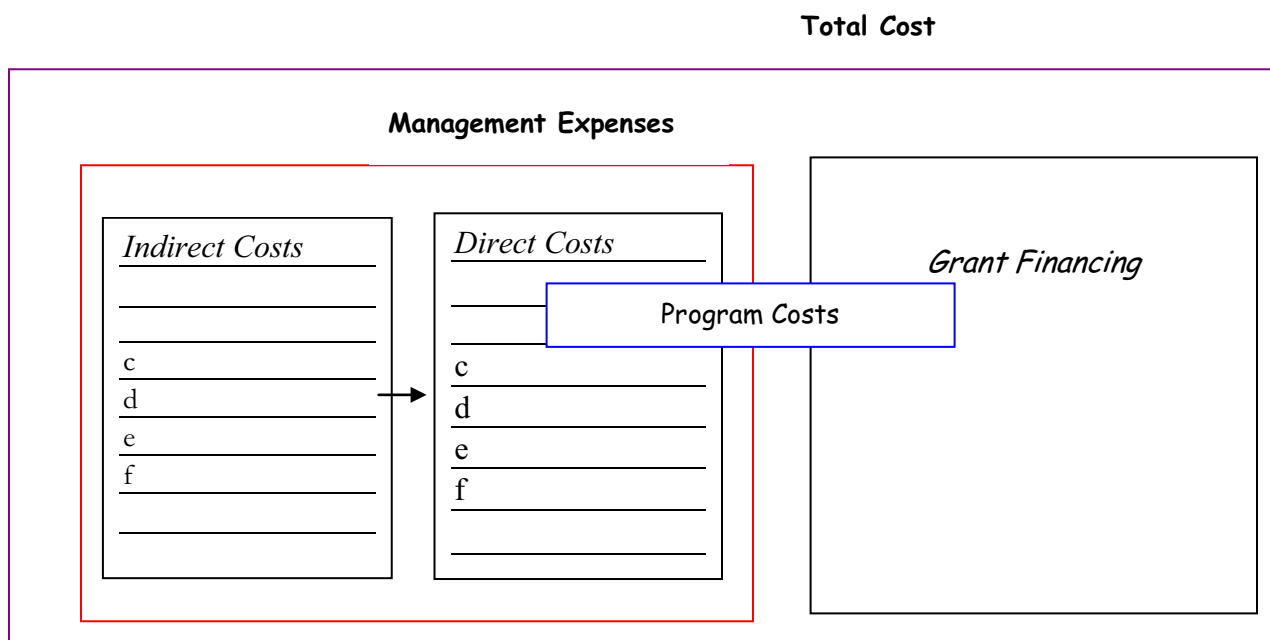 Total Cost
Management Expenses
Indirect Costs
c
d
e
f
Direct Costs
c
d
e
f
Program Costs
Grant Financing